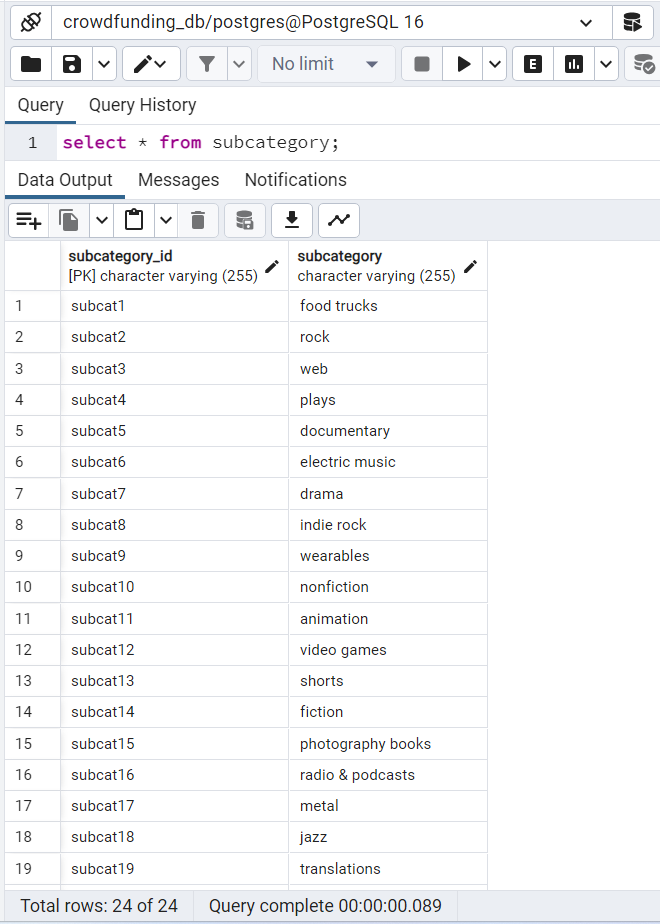 crowdfunding_db/postgres@PostgreSQL 16
No limit
E
Query Query History
1 select * from subcategory;
Data Output Messages Notifications
subcategory_id subcategory
[PK] character varying (255) character varying (255)
1 subcat1 food trucks
2 subcat2 rock
3 subcat3 web
4 subcat4 plays
5 subcat5 documentary
6 subcat6 electric music
7 subcat7 drama
8 subcat8 indie rock
9 subcat9 wearables
10 subcat10 nonfiction
11 subcat11 animation
12 subcat12 video games
13 subcat13 shorts
14 subcat14 fiction
15 subcat15 photography books
16 subcat16 radio & podcasts
17 subcat17 metal
18 subcat18 jazz
19 subcat19 translations
Total rows: 24 of 24 Query complete 00:00:00.089